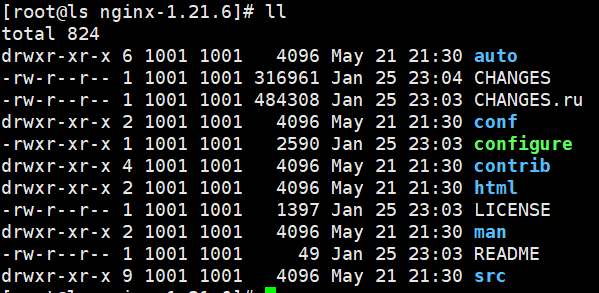 [root@ls nginx-1.21.6]# ll
total 824
drwxr-xr-x 6 1001 1001   4096 May 21 21:30 auto
-rw-r--r-- 1 1001 1001 316961 Jan 25 23:04 CHANGES
-rw-r--r-- 1 1001 1001 484308 Jan 25 23:03 CHANGES.ru
drwxr-xr-x 2 1001 1001   4096 May 21 21:30 conf
-rwxr-xr-x 1 1001 1001   2590 Jan 25 23:03 configure
drwxr-xr-x 4 1001 1001   4096 May 21 21:30 contrib
drwxr-xr-x 2 1001 1001   4096 May 21 21:30 html
-rw-r--r-- 1 1001 1001   1397 Jan 25 23:03 LICENSE
drwxr-xr-x 2 1001 1001   4096 May 21 21:30 man
-rw-r--r-- 1 1001 1001     49 Jan 25 23:03 README
drwxr-xr-x 9 1001 1001   4096 May 21 21:30 src
[root@ls nginx-1.21.6]#